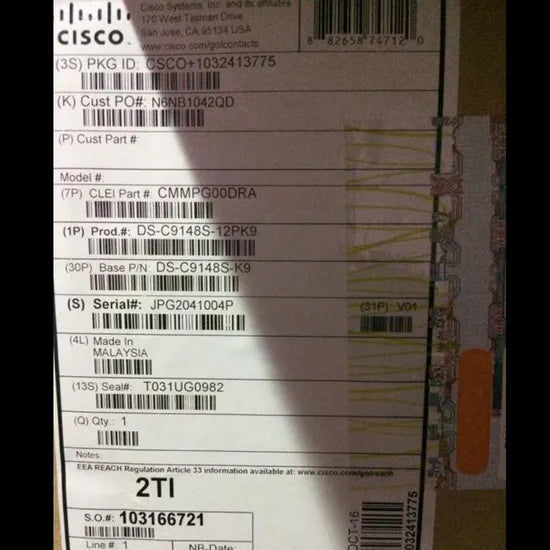 CISCO
Cisco Systems, Inc. and its affiliates
170 West Tasman Drive
San Jose, CA 95134 USA
www.cisco.com/go/contacts
8 82658 74712 0
(3S) PKG ID: CSCO+1032413775
(K) Cust PO#: N6NB1042QD
(P) Cust Part #:
Model #:
(7P) CLEI Part #: CMMPG00DRA
(1P) Prod.#: DS-C9148S-12PK9
(30P) Base P/N: DS-C9148S-K9
(S) Serial#: JPG2041004P
(31P) V01
(4L) Made In
MALAYSIA
(13S) Seal#: T031UG0982
(Q) Qty.: 1
Notes:
EEA REACH Regulation Article 33 information available at: www.cisco.com/go/reach
2TI
S.O.#: 103166721
Line #: 1
NB-Date:
OCT-16
032413775